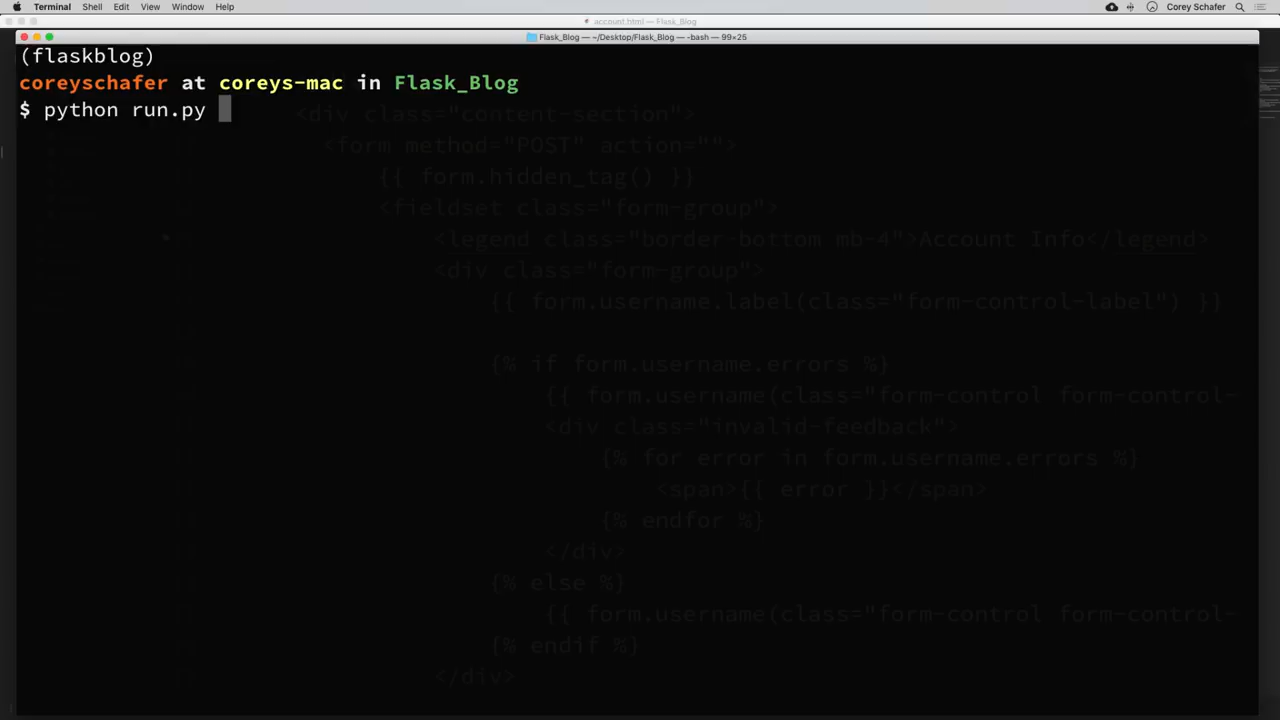 Terminal Shell Edit View Window Help Corey Schafer
account.html — Flask_Blog
Flask_Blog — ~/Desktop/Flask_Blog — -bash — 99×25
(flaskblog)
coreyschafer at coreys-mac in Flask_Blog
$ python run.py
<div class="content-section">
<form method="POST" action="">
{{ form.hidden_tag() }}
<fieldset class="form-group">
<legend class="border-bottom mb-4">Account Info</legend>
<div class="form-group">
{{ form.username.label(class="form-control-label") }}
{% if form.username.errors %}
{{ form.username(class="form-control form-control-
<div class="invalid-feedback">
{% for error in form.username.errors %}
<span>{{ error }}</span>
{% endfor %}
</div>
{% else %}
{{ form.username(class="form-control form-control-
{% endif %}
</div>